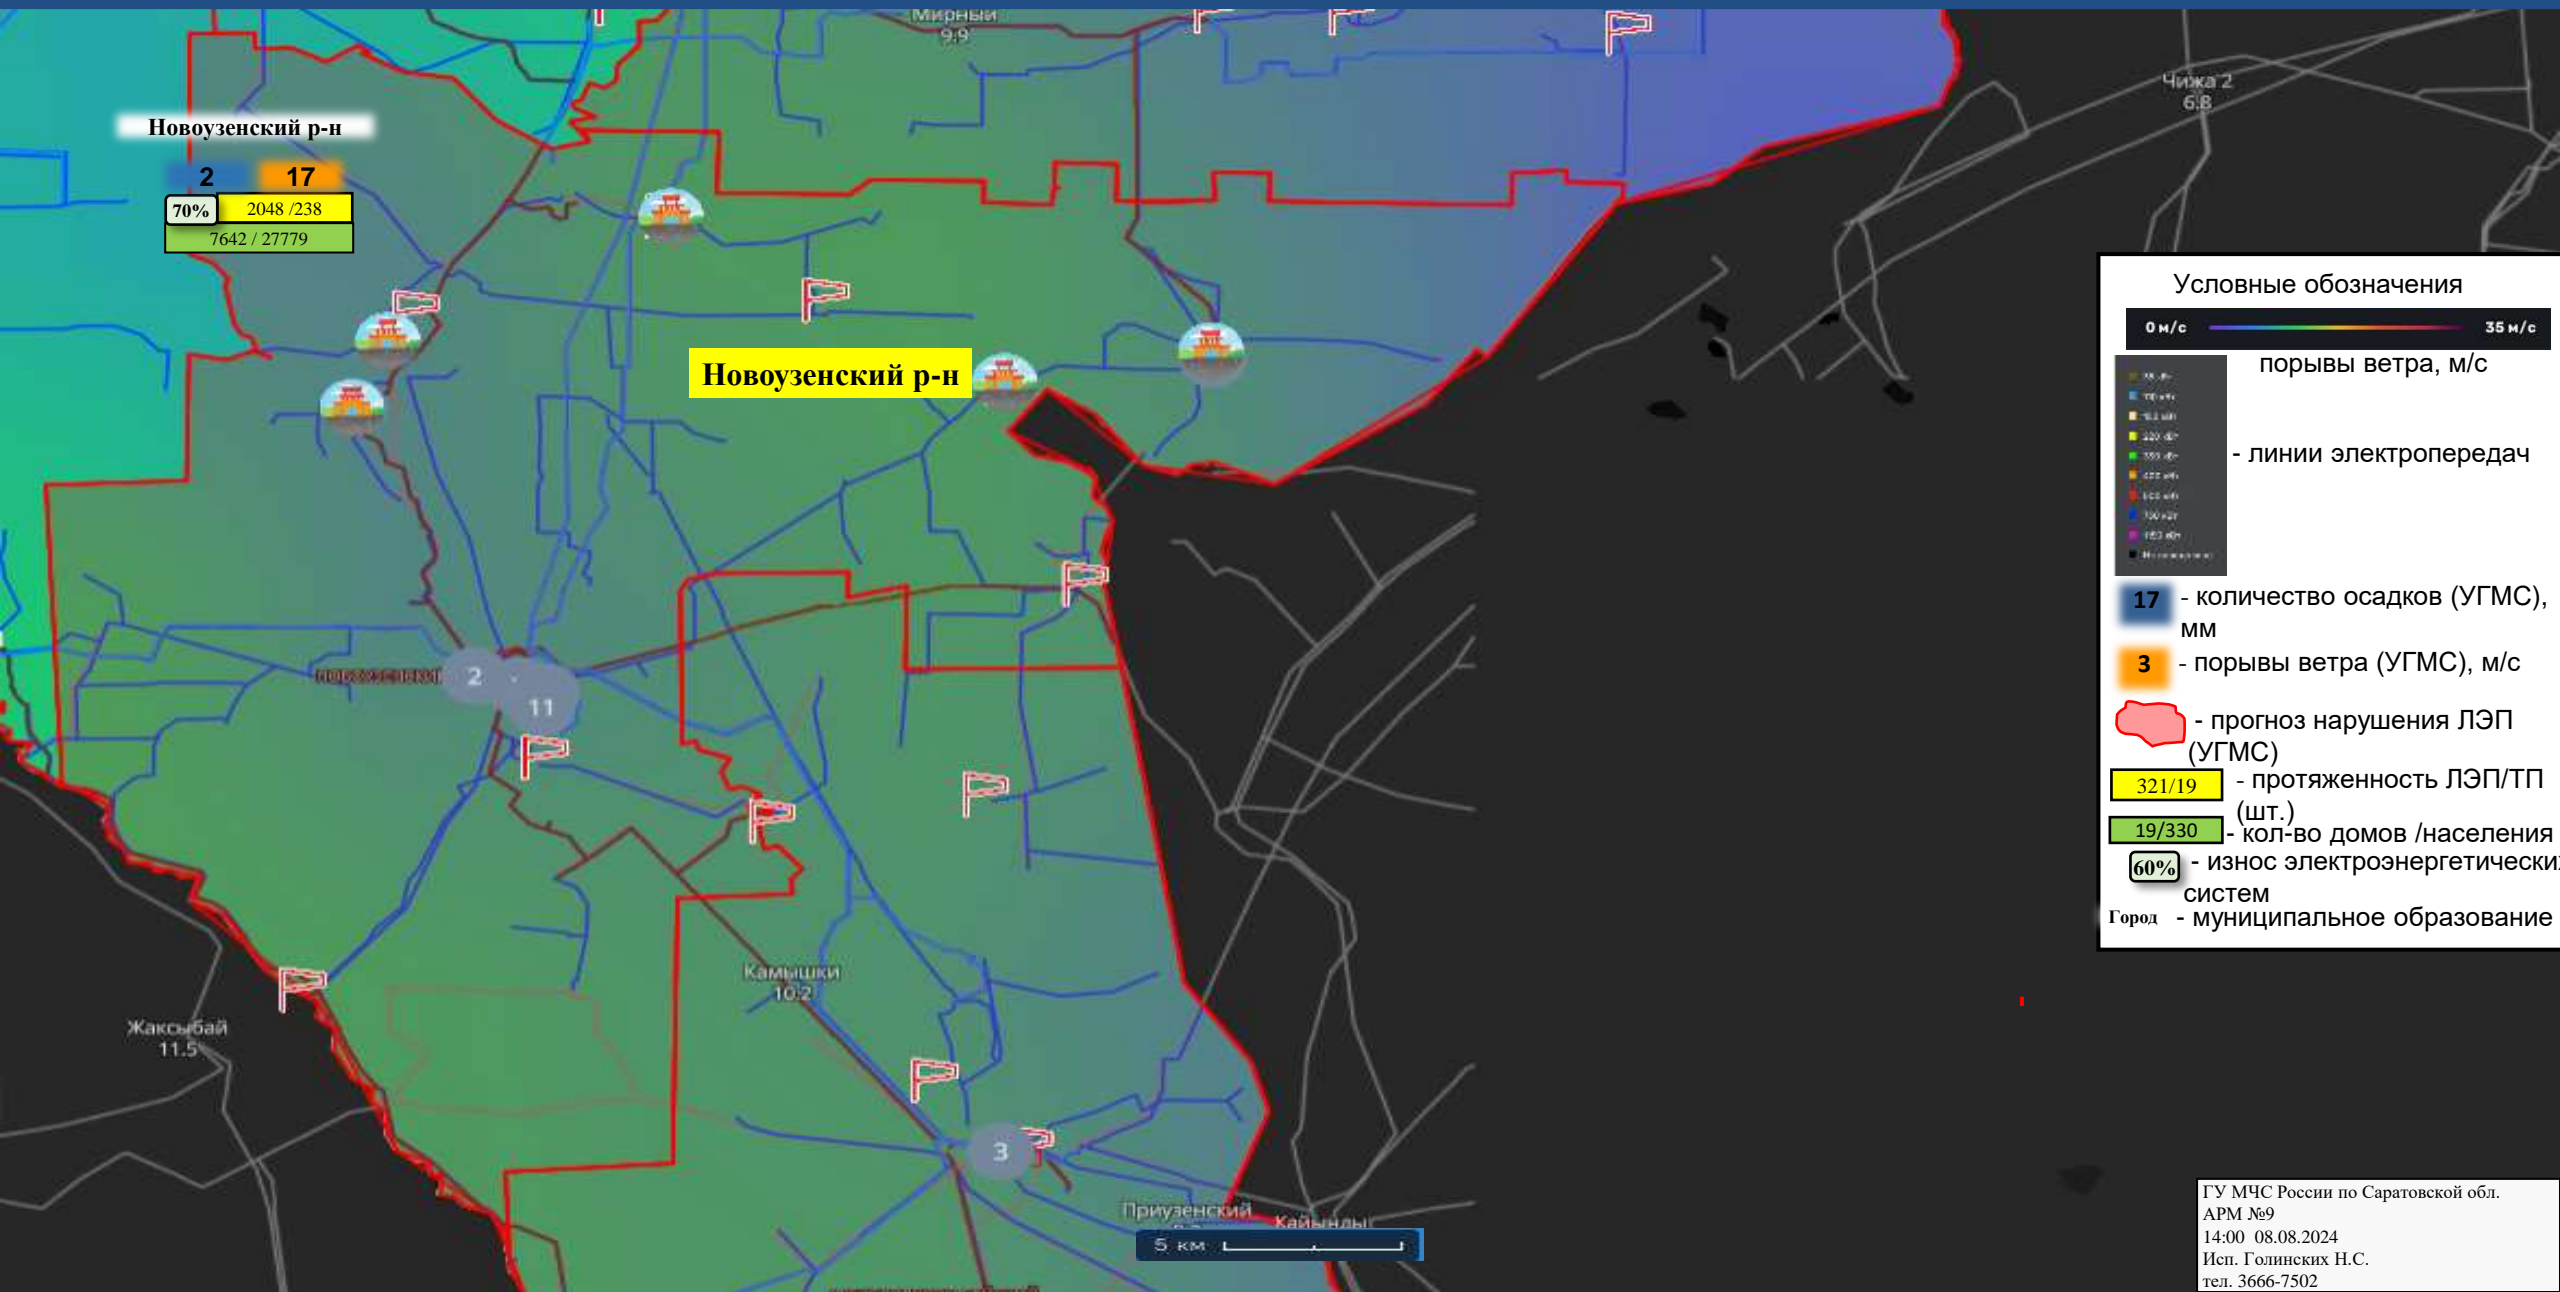 Мирный
9.9
Чижа 2
6.8
Новоузенский р-н
2 17
70% 2048 /238
7642 / 27779
Новоузенский р-н
2
11
Камышки
10.2
Жаксыбай
11.5
3
Приузенский
Кайынды
5 км
Условные обозначения
0 м/с 35 м/с
порывы ветра, м/с
- линии электропередач
17 - количество осадков (УГМС),
мм
3 - порывы ветра (УГМС), м/с
- прогноз нарушения ЛЭП
(УГМС)
321/19 - протяженность ЛЭП/ТП
(шт.)
19/330 - кол-во домов /населения
60% - износ электроэнергетических
систем
Город - муниципальное образование
ГУ МЧС России по Саратовской обл.
АРМ №9
14:00 08.08.2024
Исп. Голинских Н.С.
тел. 3666-7502